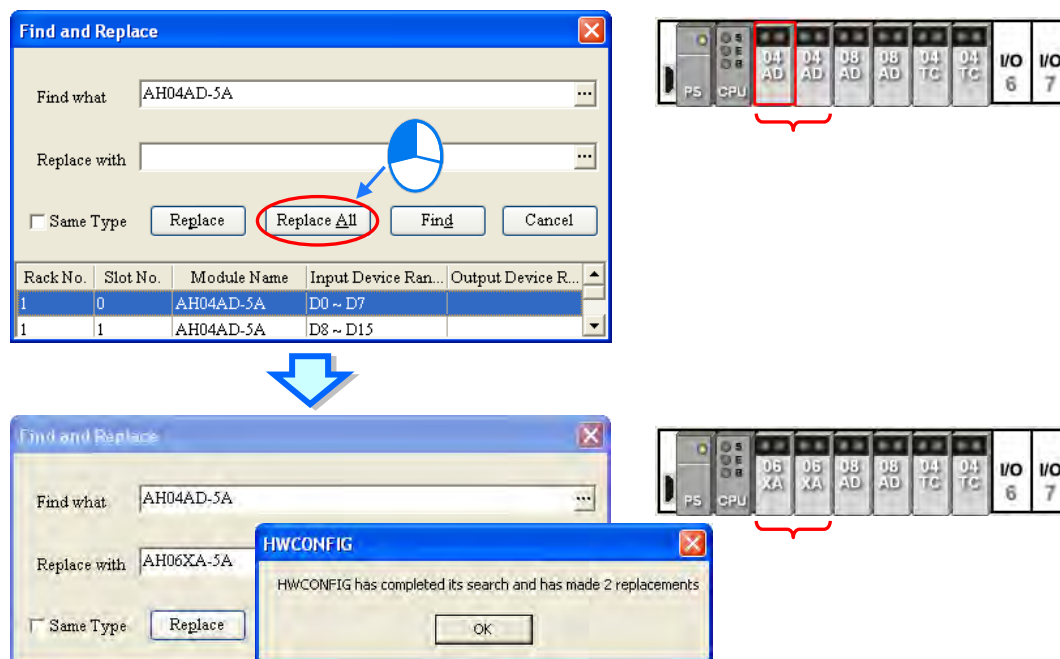 Find and Replace
Find what AH04AD-5A ...
Replace with ...
Same Type Replace Replace All Find Cancel
Rack No. Slot No. Module Name Input Device Ran... Output Device R...
1 0 AH04AD-5A D0 ~ D7
1 1 AH04AD-5A D8 ~ D15
PS CPU S E B 04 AD 04 AD 08 AD 08 AD 04 TC 04 TC I/O 6 I/O 7
Find and Replace
Find what AH04AD-5A ...
Replace with AH06XA-5A
Same Type Replace
HWCONFIG
HWCONFIG has completed its search and has made 2 replacements
OK
PS CPU S E B 06 XA 06 XA 08 AD 08 AD 04 TC 04 TC I/O 6 I/O 7